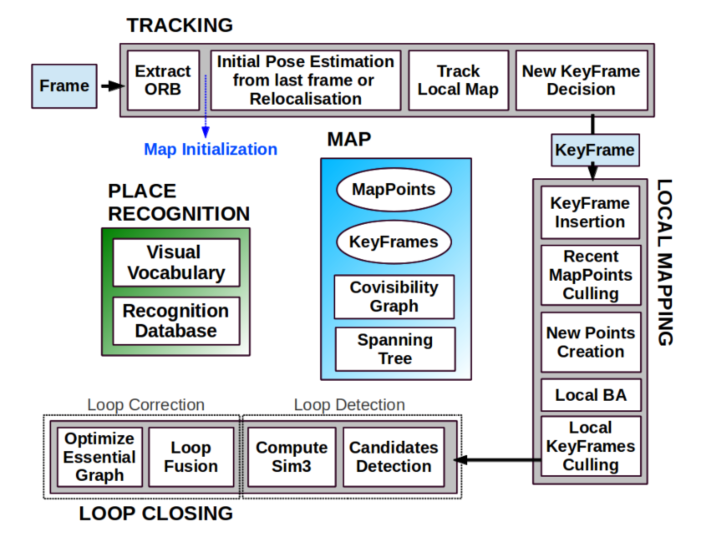 TRACKING
Frame
Extract
ORB
Initial Pose Estimation
from last frame or
Relocalisation
Track
Local Map
New KeyFrame
Decision
Map Initialization
MAP
KeyFrame
PLACE
RECOGNITION
Visual
Vocabulary
Recognition
Database
MapPoints
KeyFrames
Covisibility
Graph
Spanning
Tree
LOCAL MAPPING
KeyFrame
Insertion
Recent
MapPoints
Culling
New Points
Creation
Local BA
Local
KeyFrames
Culling
Loop Correction
Loop Detection
Optimize
Essential
Graph
Loop
Fusion
Compute
Sim3
Candidates
Detection
LOOP CLOSING